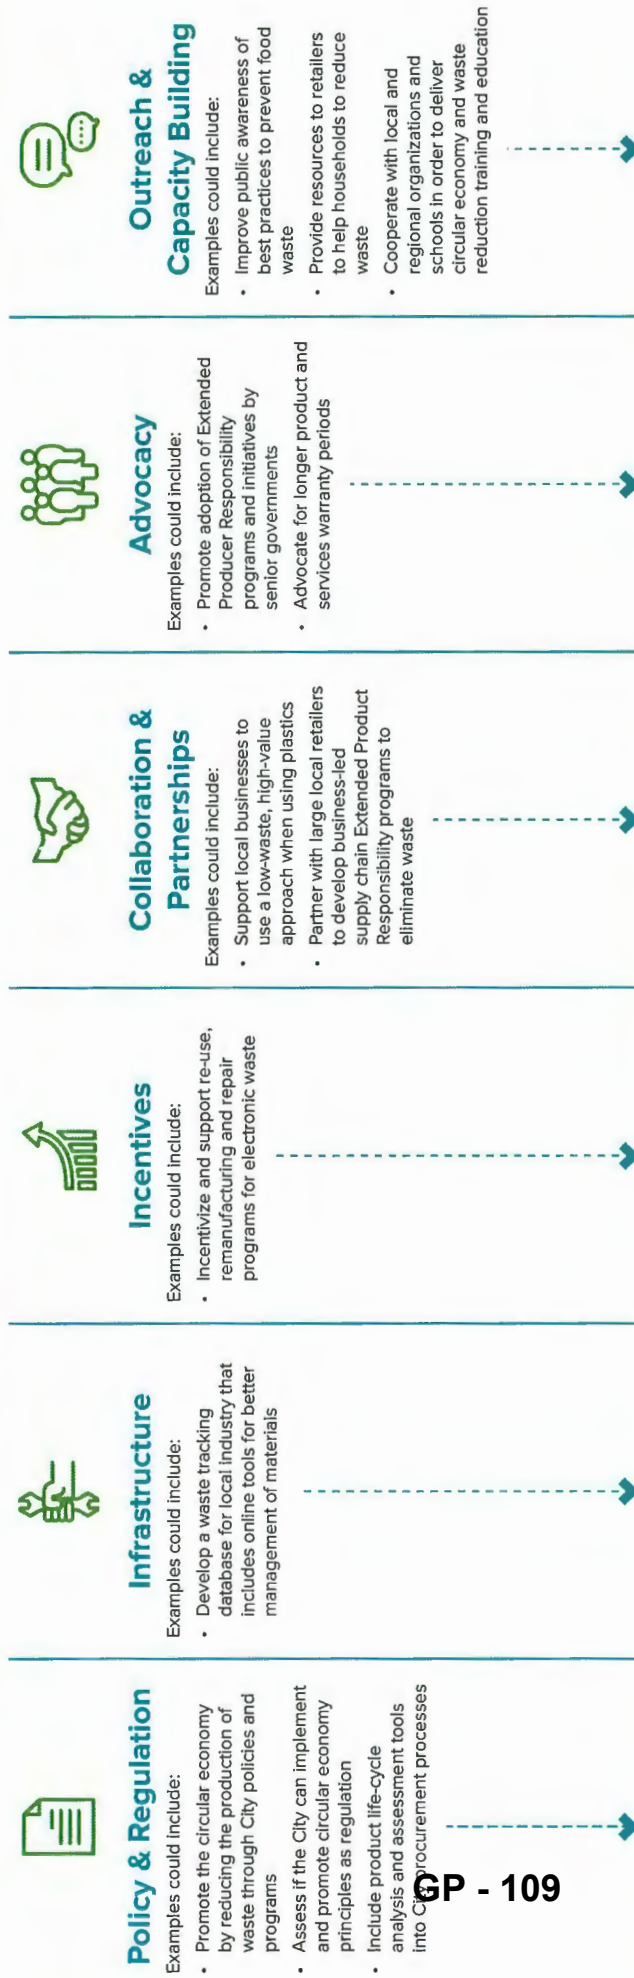 Policy & Regulation
Examples could include:
• Promote the circular economy
by reducing the production of
waste through City policies and
programs
• Assess if the City can implement
and promote circular economy
principles as regulation
• Include product life-cycle
analysis and assessment tools
into City procurement processes
Infrastructure
Examples could include:
• Develop a waste tracking
database for local industry that
includes online tools for better
management of materials
Incentives
Examples could include:
• Incentivize and support re-use,
remanufacturing and repair
programs for electronic waste
Collaboration &
Partnerships
Examples could include:
• Support local businesses to
use a low-waste, high-value
approach when using plastics
• Partner with large local retailers
to develop business-led
supply chain Extended Product
Responsibility programs to
eliminate waste
Advocacy
Examples could include:
• Promote adoption of Extended
Producer Responsibility
programs and initiatives by
senior governments
• Advocate for longer product and
services warranty periods
Outreach &
Capacity Building
Examples could include:
• Improve public awareness of
best practices to prevent food
waste
• Provide resources to retailers
to help households to reduce
waste
• Cooperate with local and
regional organizations and
schools in order to deliver
circular economy and waste
reduction training and education
GP - 109